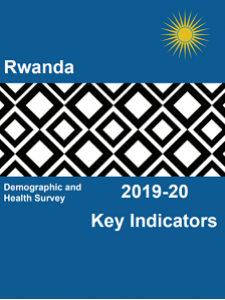 Rwanda
Demographic and
Health Survey
2019-20
Key Indicators